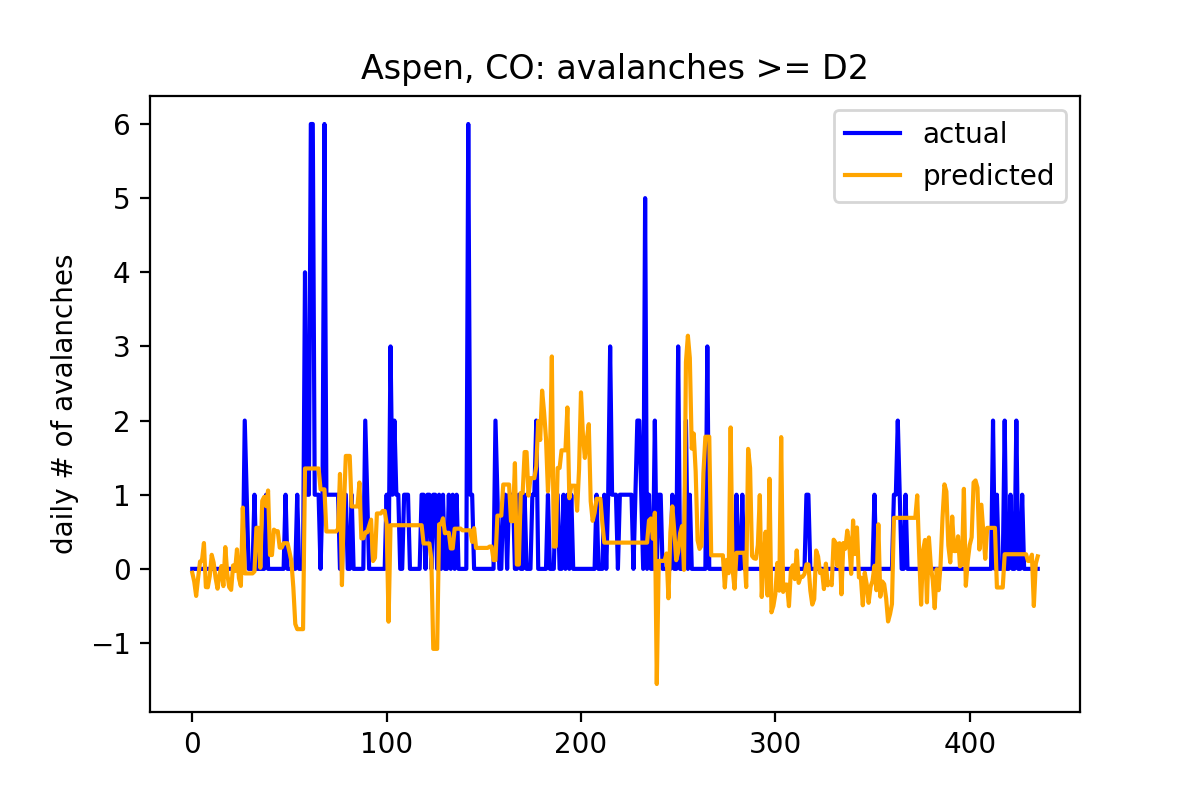 Aspen, CO: avalanches >= D2
actual
predicted
daily # of avalanches
6
5
4
3
2
1
0
−1
0 100 200 300 400